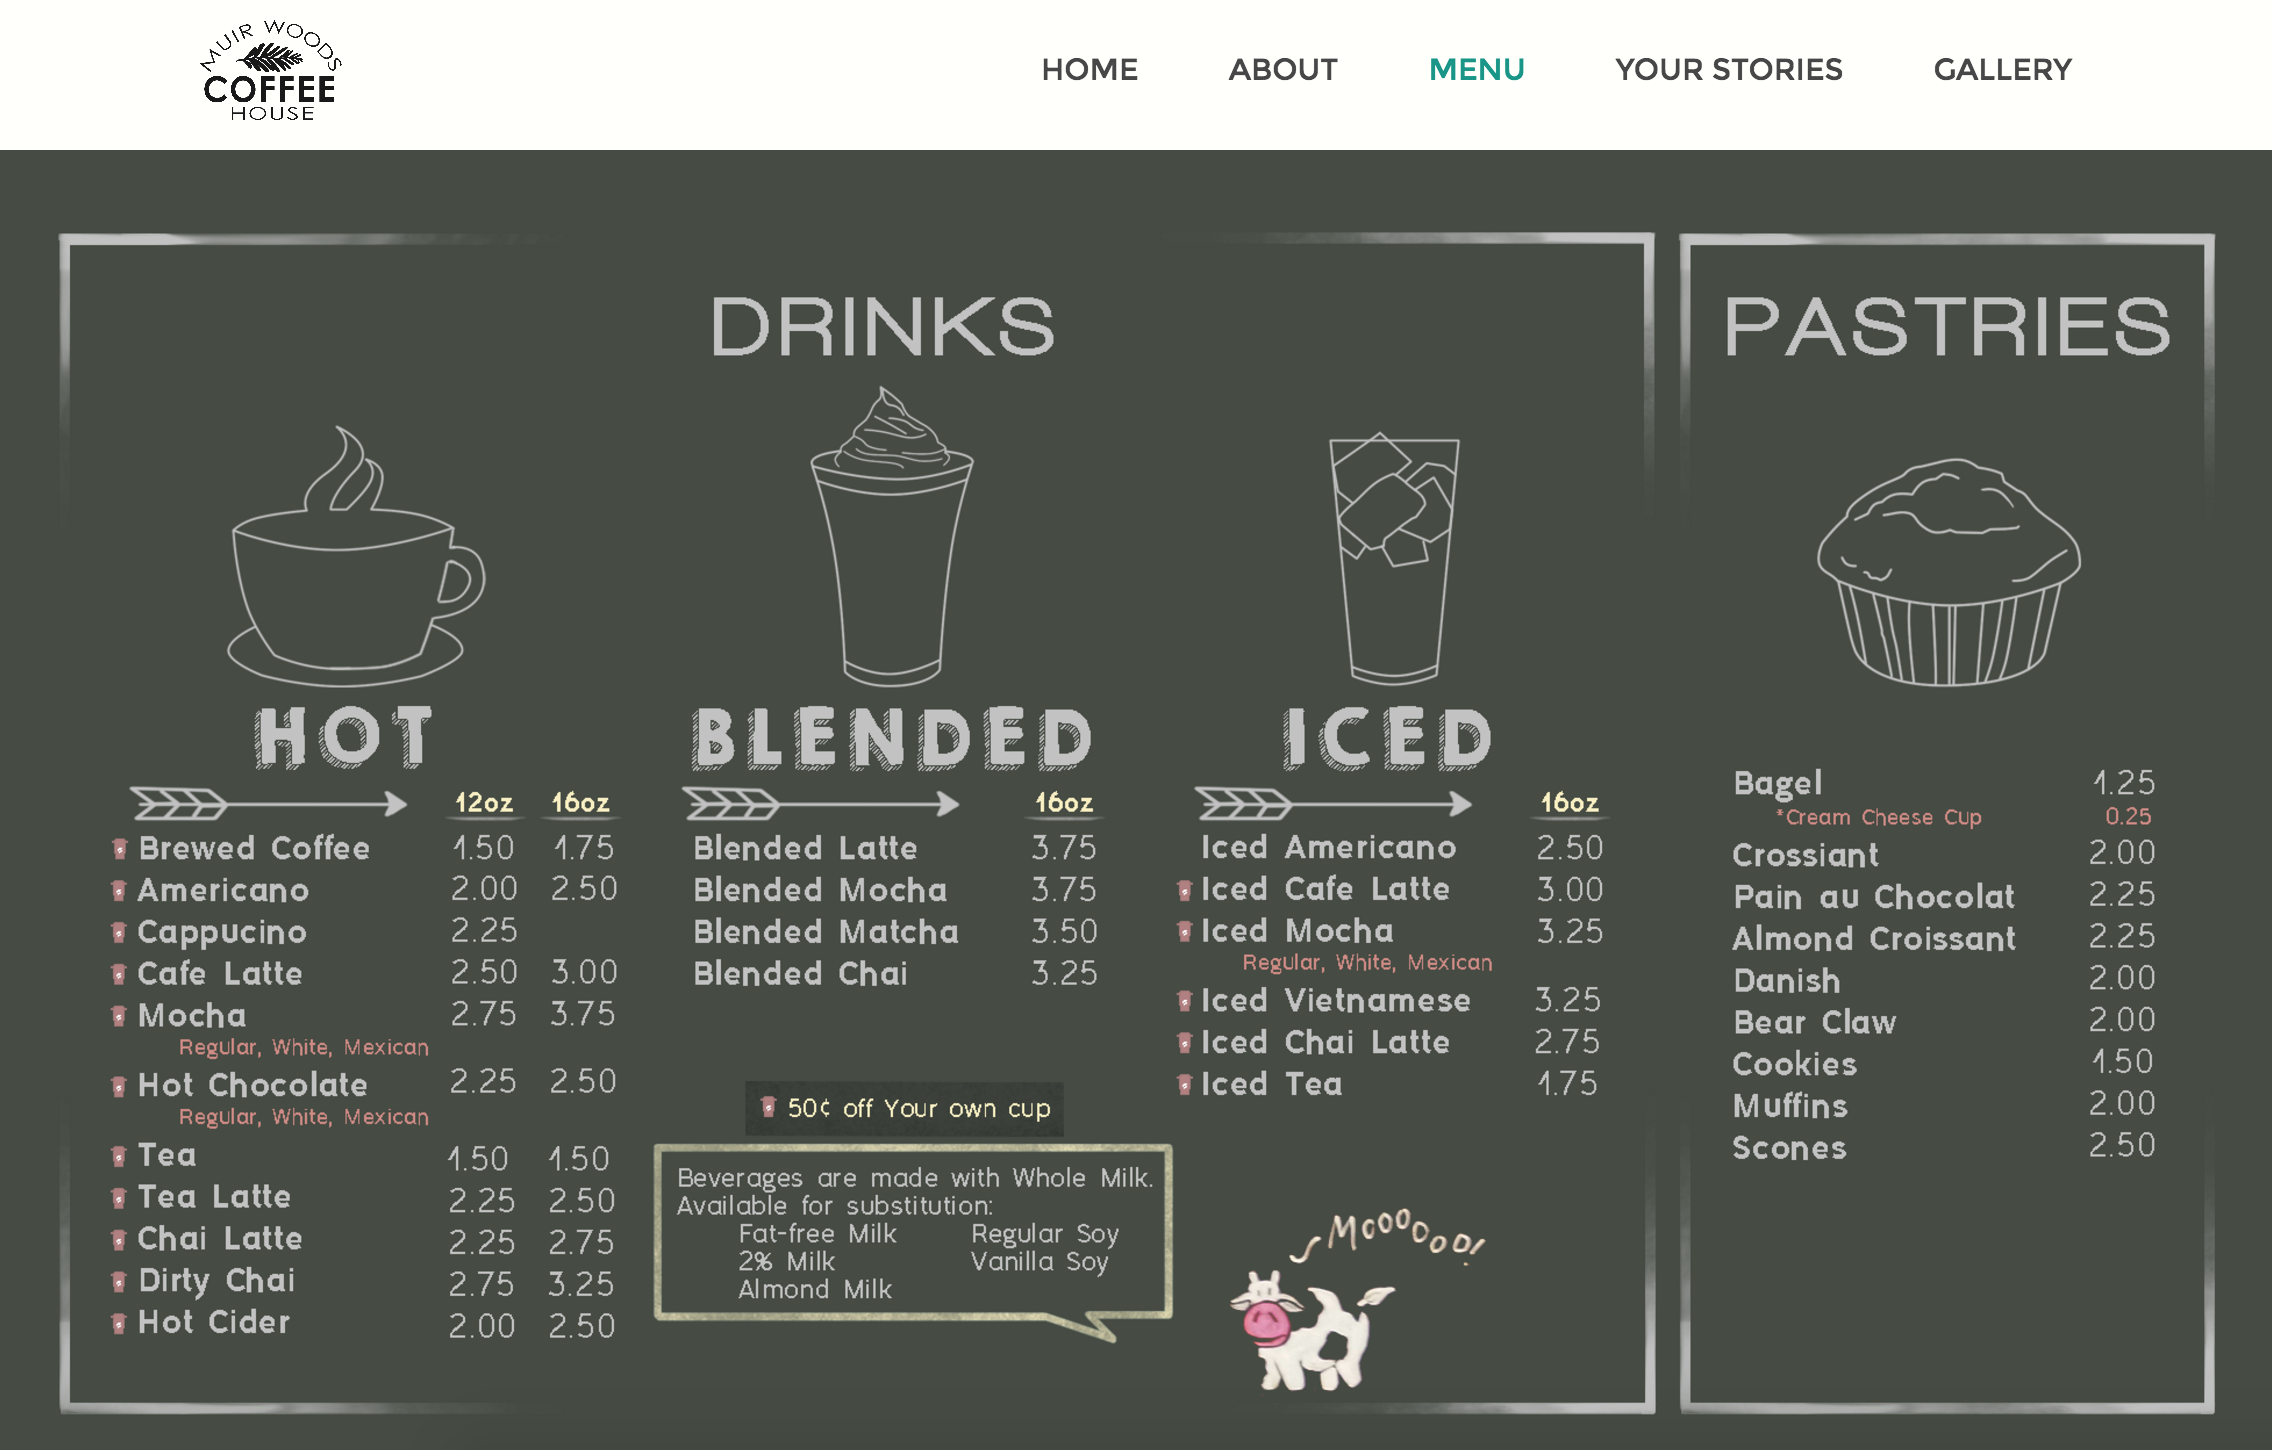 MUIR WOODS
COFFEE
HOUSE
HOME ABOUT MENU YOUR STORIES GALLERY
DRINKS
HOT
12oz 16oz
Brewed Coffee 1.50 1.75
Americano 2.00 2.50
Cappucino 2.25
Cafe Latte 2.50 3.00
Mocha 2.75 3.75
Regular, White, Mexican
Hot Chocolate 2.25 2.50
Regular, White, Mexican
Tea 1.50 1.50
Tea Latte 2.25 2.50
Chai Latte 2.25 2.75
Dirty Chai 2.75 3.25
Hot Cider 2.00 2.50
BLENDED
16oz
Blended Latte 3.75
Blended Mocha 3.75
Blended Matcha 3.50
Blended Chai 3.25
50¢ off Your own cup
Beverages are made with Whole Milk.
Available for substitution:
Fat-free Milk Regular Soy
2% Milk Vanilla Soy
Almond Milk
ICED
16oz
Iced Americano 2.50
Iced Cafe Latte 3.00
Iced Mocha 3.25
Regular, White, Mexican
Iced Vietnamese 3.25
Iced Chai Latte 2.75
Iced Tea 1.75
Mooooooo!
PASTRIES
Bagel 1.25
*Cream Cheese Cup 0.25
Crossiant 2.00
Pain au Chocolat 2.25
Almond Croissant 2.25
Danish 2.00
Bear Claw 2.00
Cookies 1.50
Muffins 2.00
Scones 2.50